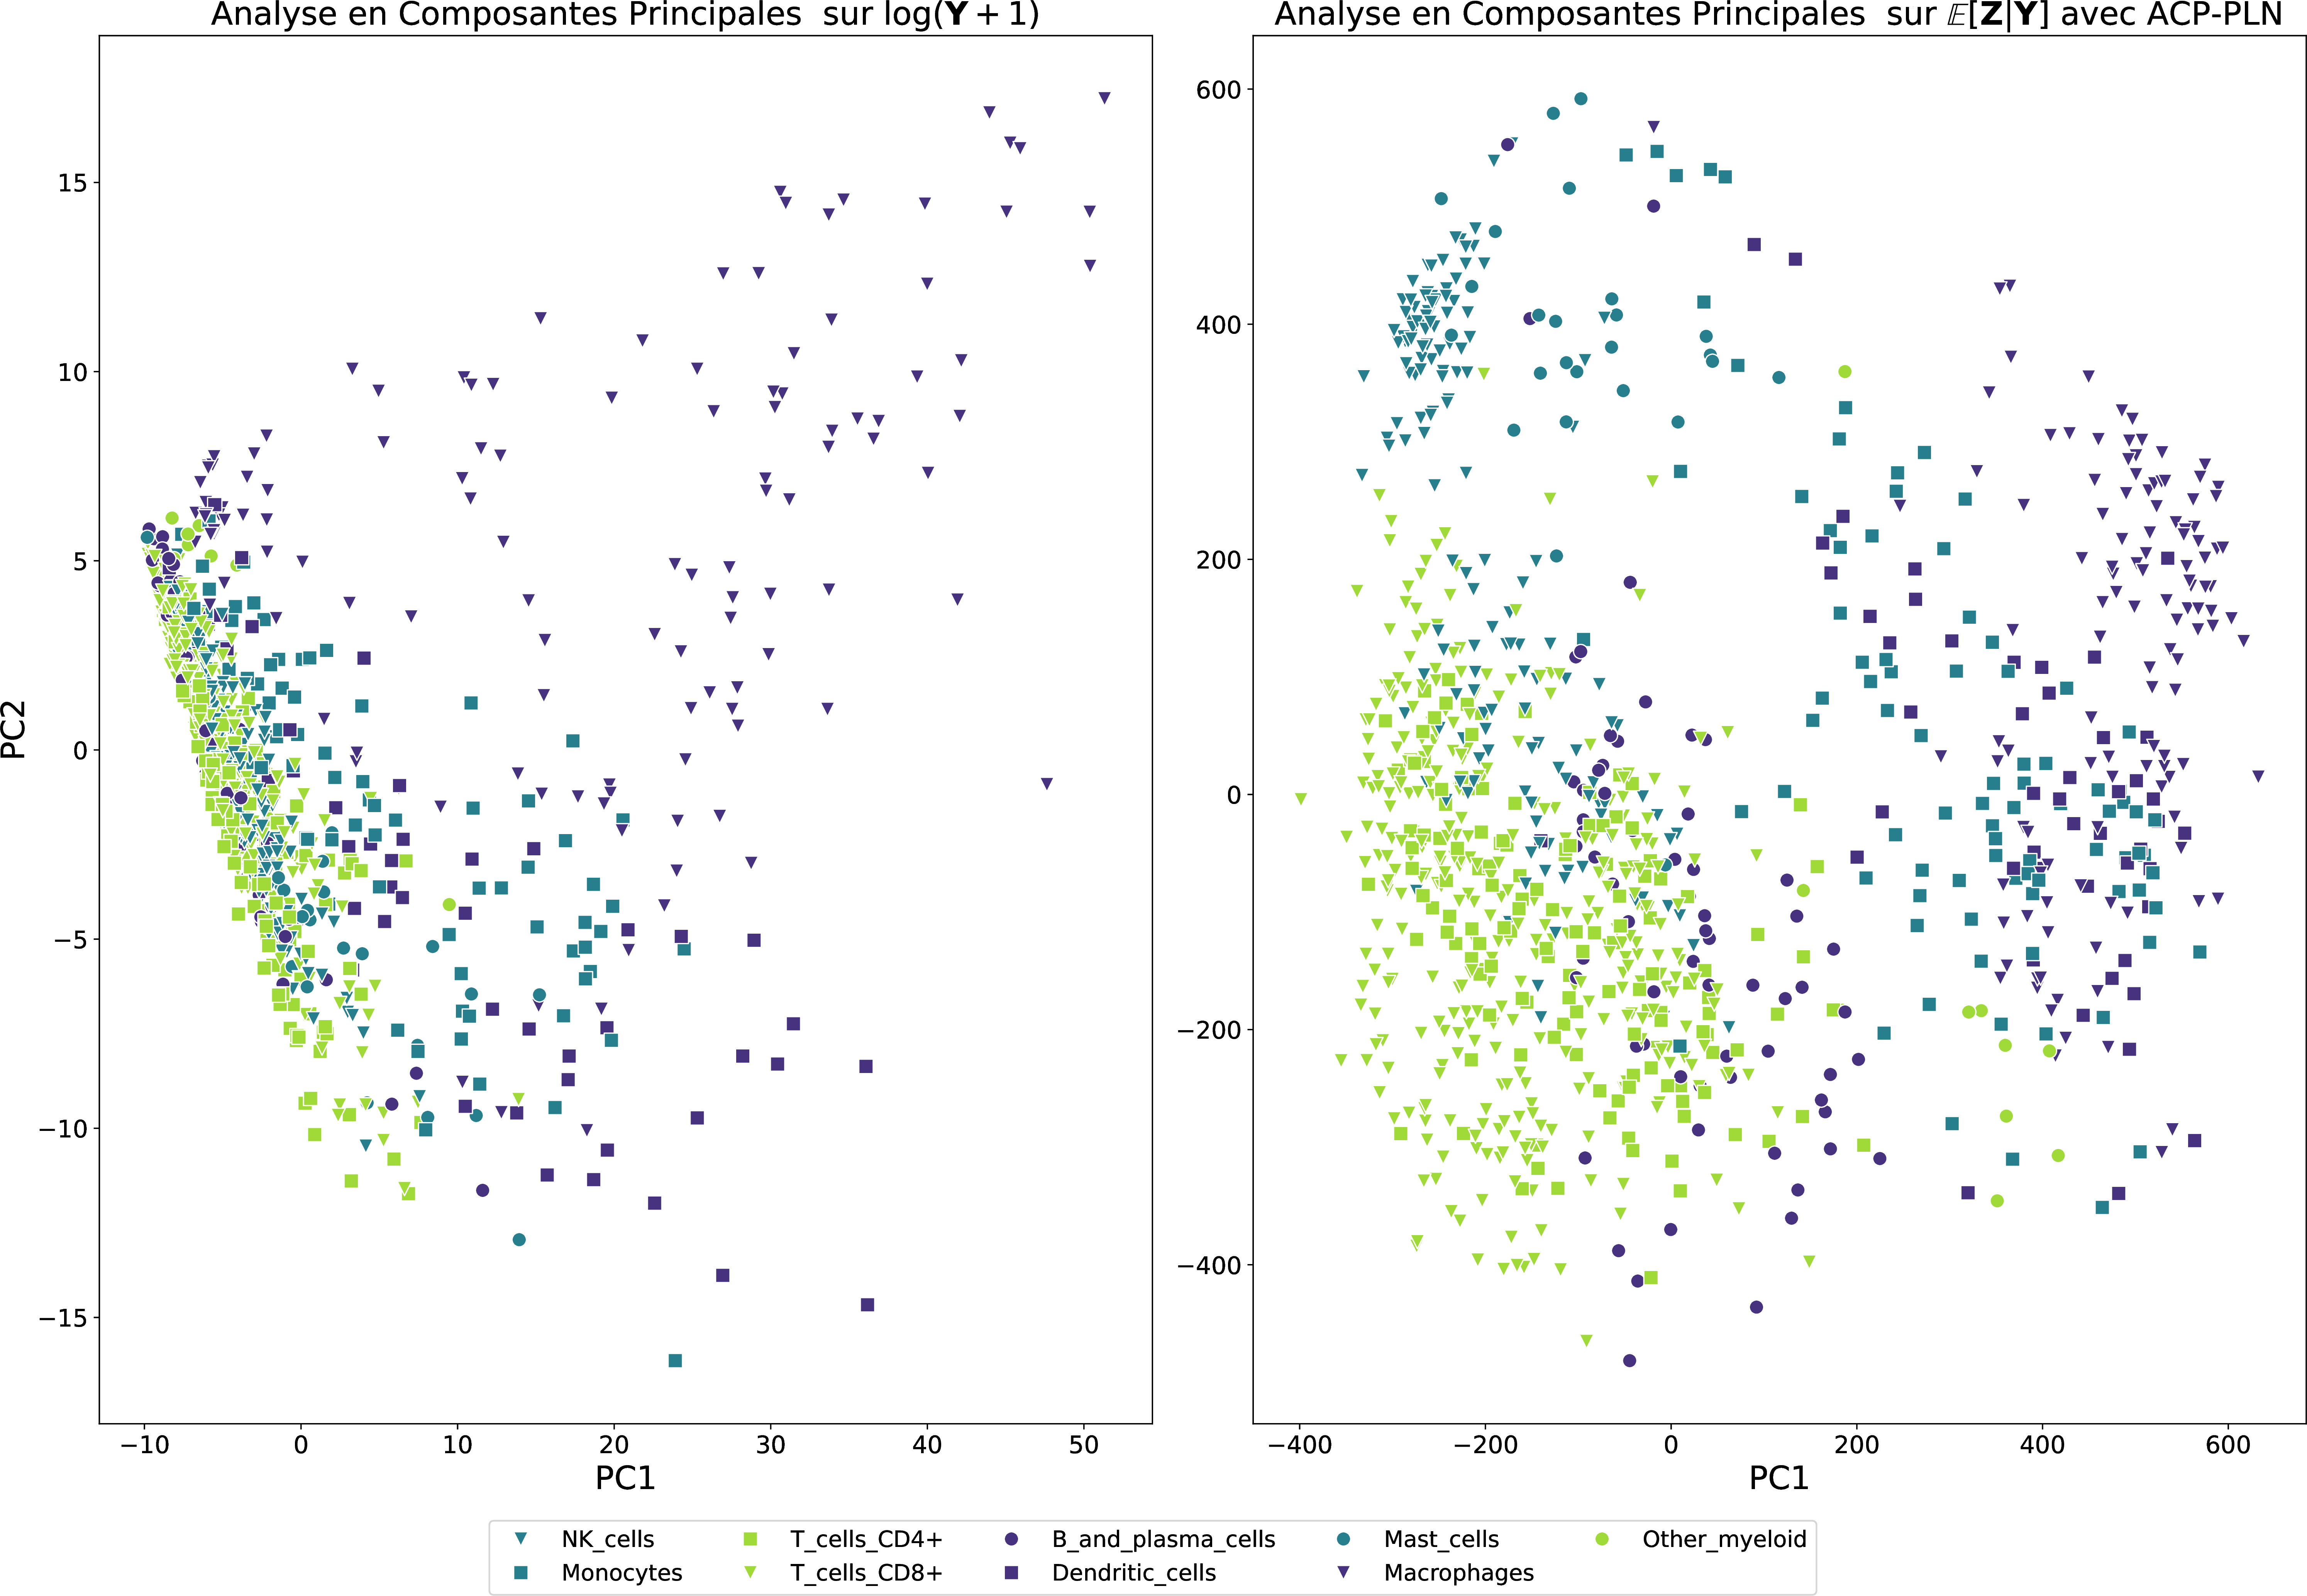 Analyse en Composantes Principales sur log(Y + 1)
Analyse en Composantes Principales sur 𝔼[Z|Y] avec ACP-PLN
PC2
15
10
5
0
−5
−10
−15
−10 0 10 20 30 40 50
PC1
600
400
200
0
−200
−400
−400 −200 0 200 400 600
PC1
NK_cells T_cells_CD4+ B_and_plasma_cells Mast_cells Other_myeloid
Monocytes T_cells_CD8+ Dendritic_cells Macrophages